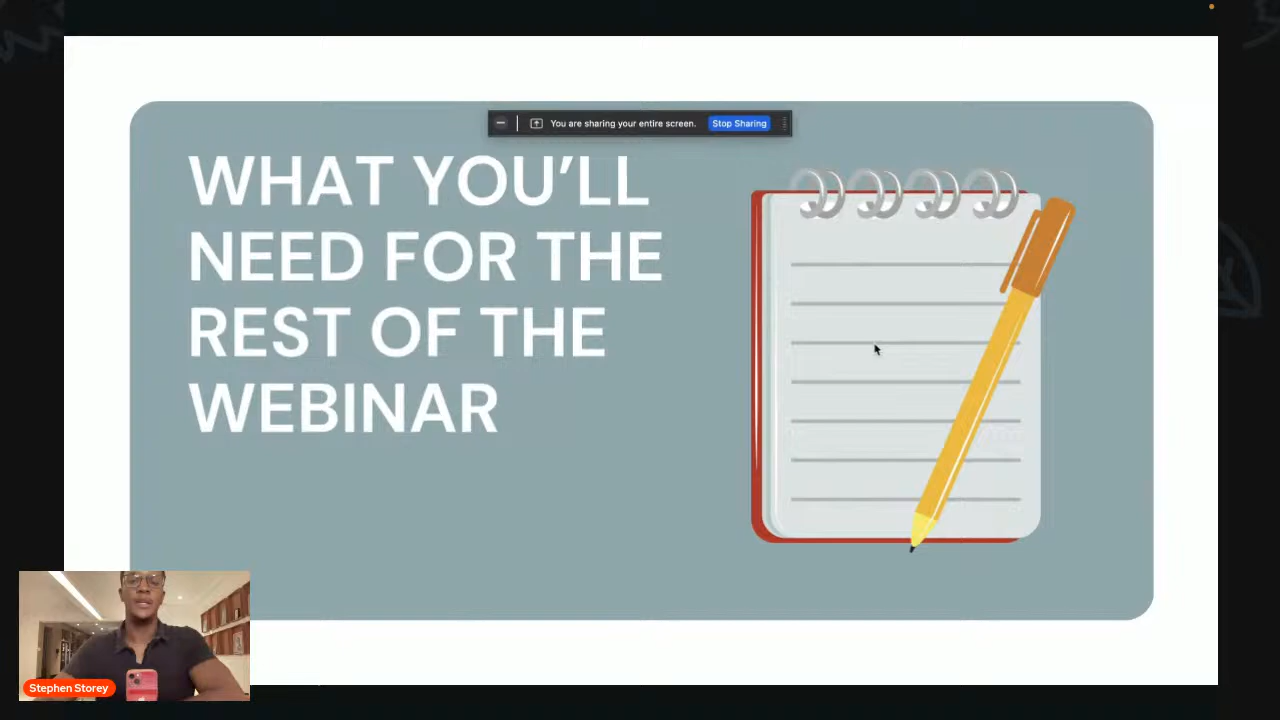 You are sharing your entire screen. Stop Sharing
WHAT YOU'LL
NEED FOR THE
REST OF THE
WEBINAR
Stephen Storey